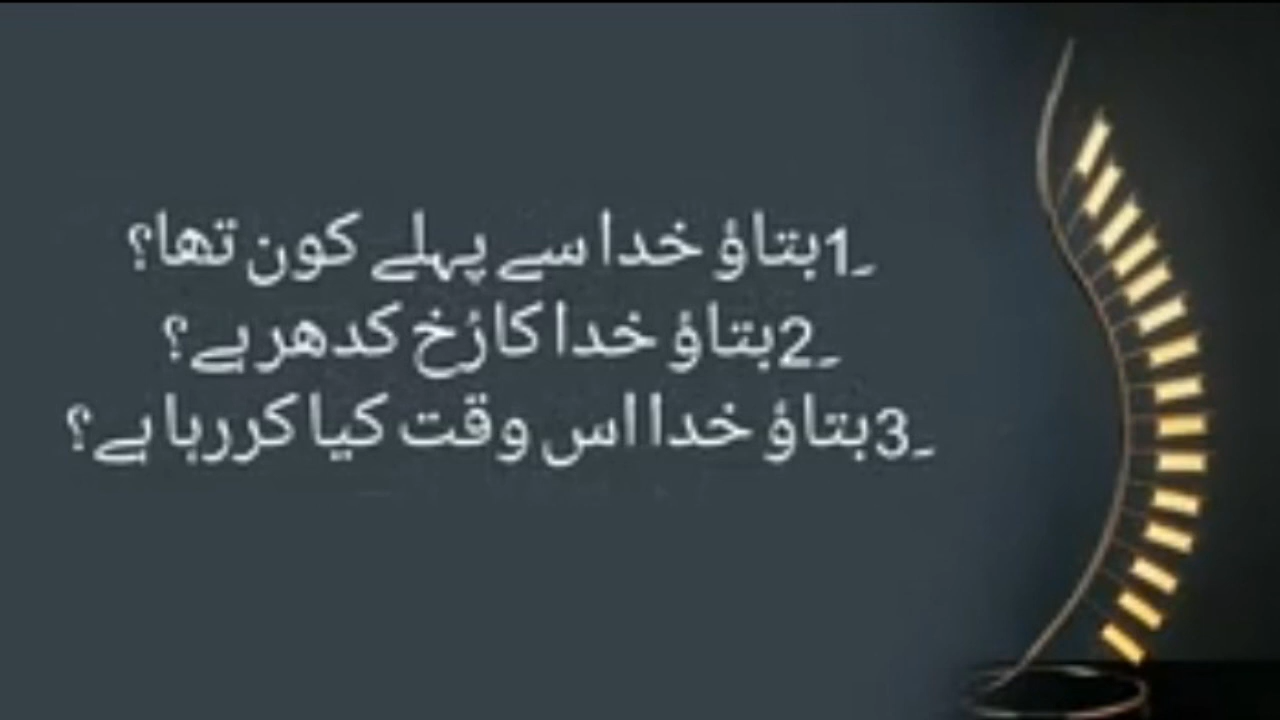 1۔بتاؤ خدا سے پہلے کون تھا؟
2۔بتاؤ خدا کا رُخ کدھر ہے؟
3۔بتاؤ خدا اس وقت کیا کر رہا ہے؟